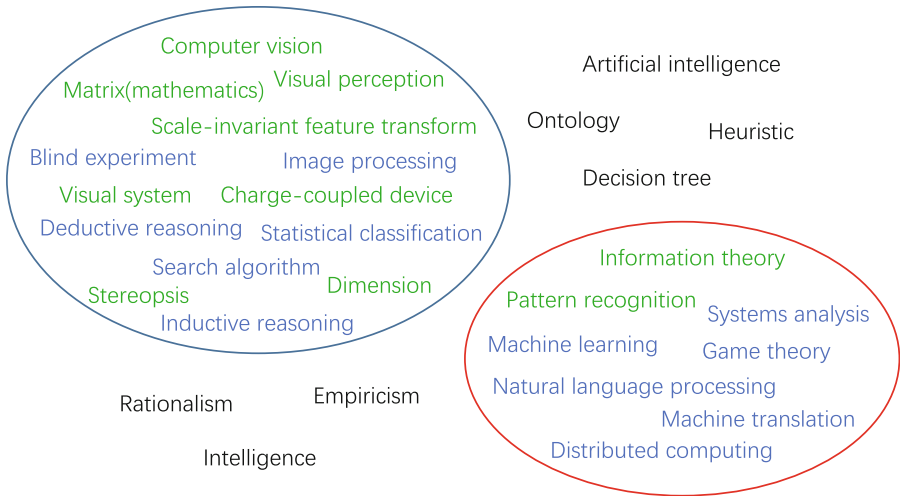 Computer vision
Visual perception
Matrix(mathematics)
Scale-invariant feature transform
Blind experiment
Image processing
Visual system
Charge-coupled device
Deductive reasoning
Statistical classification
Search algorithm
Dimension
Stereopsis
Inductive reasoning
Artificial intelligence
Ontology
Heuristic
Decision tree
Information theory
Pattern recognition
Systems analysis
Machine learning
Game theory
Natural language processing
Machine translation
Distributed computing
Rationalism
Empiricism
Intelligence